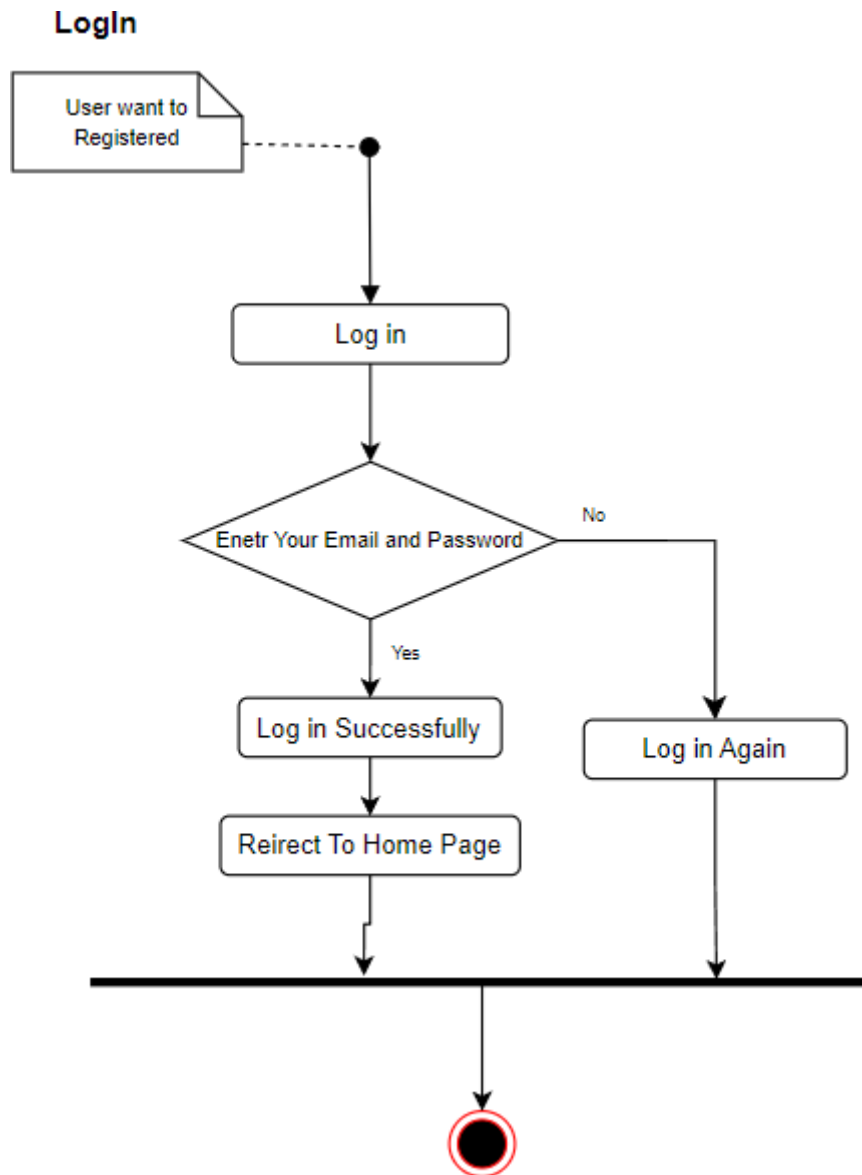 LogIn
User want to
Registered
Log in
Enetr Your Email and Password
No
Yes
Log in Successfully
Log in Again
Reirect To Home Page